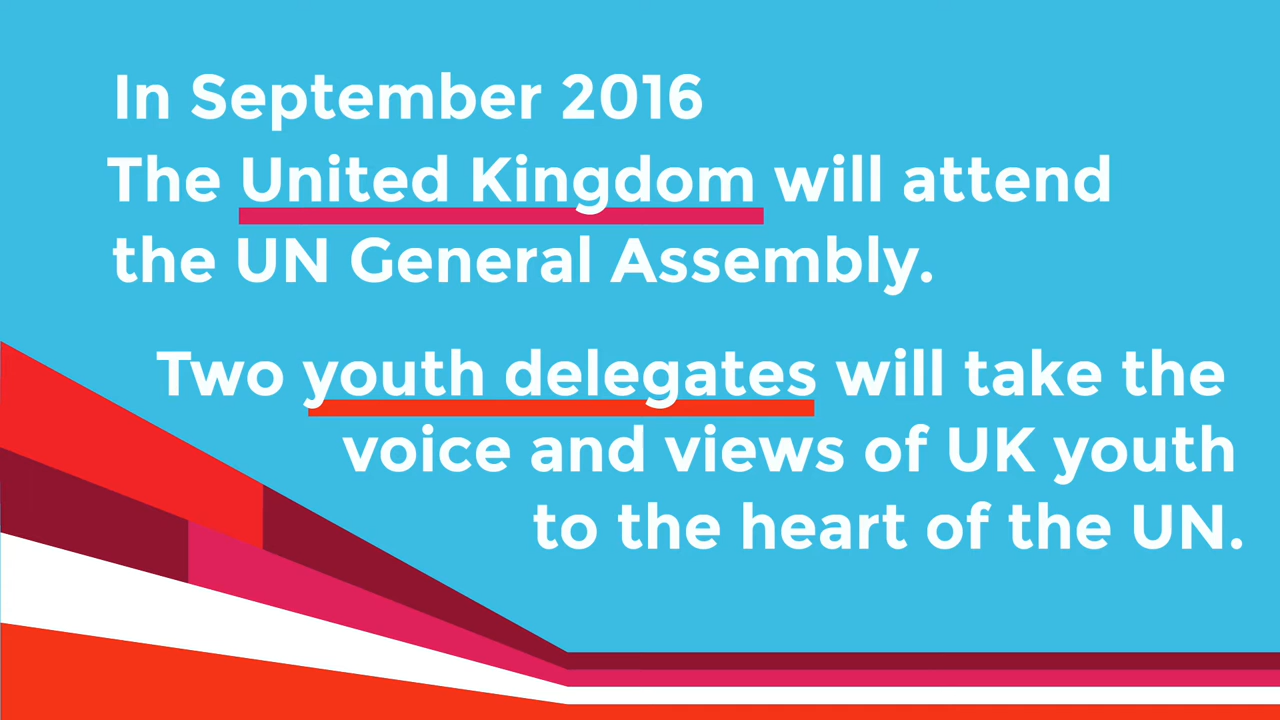 In September 2016
The United Kingdom will attend
the UN General Assembly.
Two youth delegates will take the
voice and views of UK youth
to the heart of the UN.